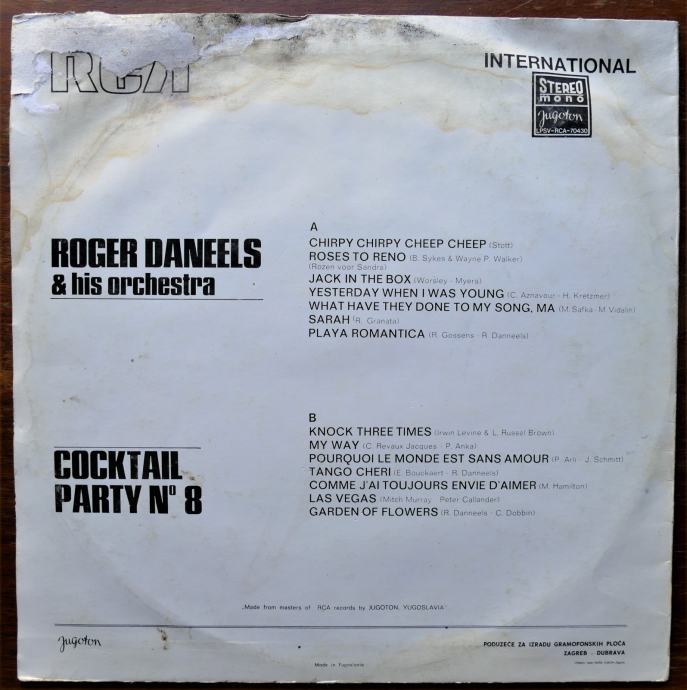 RCA
INTERNATIONAL
STEREO
mono
Jugoton
LPSV-RCA-70430
ROGER DANEELS
& his orchestra
A
CHIRPY CHIRPY CHEEP CHEEP (Stott)
ROSES TO RENO (B. Sykes & Wayne P. Walker)
(Rozen voor Sandra)
JACK IN THE BOX (Worsley - Myers)
YESTERDAY WHEN I WAS YOUNG (C. Aznavour - H. Kretzmer)
WHAT HAVE THEY DONE TO MY SONG, MA (M. Safka - M. Vidalin)
SARAH (R. Granata)
PLAYA ROMANTICA (R. Gossens - R. Danneels)
B
KNOCK THREE TIMES (Irwin Levine & L. Russel Brown)
MY WAY (C. Revaux Jacques - P. Anka)
POURQUOI LE MONDE EST SANS AMOUR (P. Arli - J. Schmitt)
TANGO CHERI (E. Bouckaert - R. Danneels)
COMME J'AI TOUJOURS ENVIE D'AIMER (M. Hamilton)
LAS VEGAS (Mitch Murray - Peter Callander)
GARDEN OF FLOWERS (R. Danneels - C. Dobbin)
COCKTAIL
PARTY Nº 8
„Made from masters of RCA records by JUGOTON, YUGOSLAVIA"
Jugoton
PODUZEĆE ZA IZRADU GRAMOFONSKIH PLOČA
ZAGREB - DUBRAVA
Made in Yugoslavia